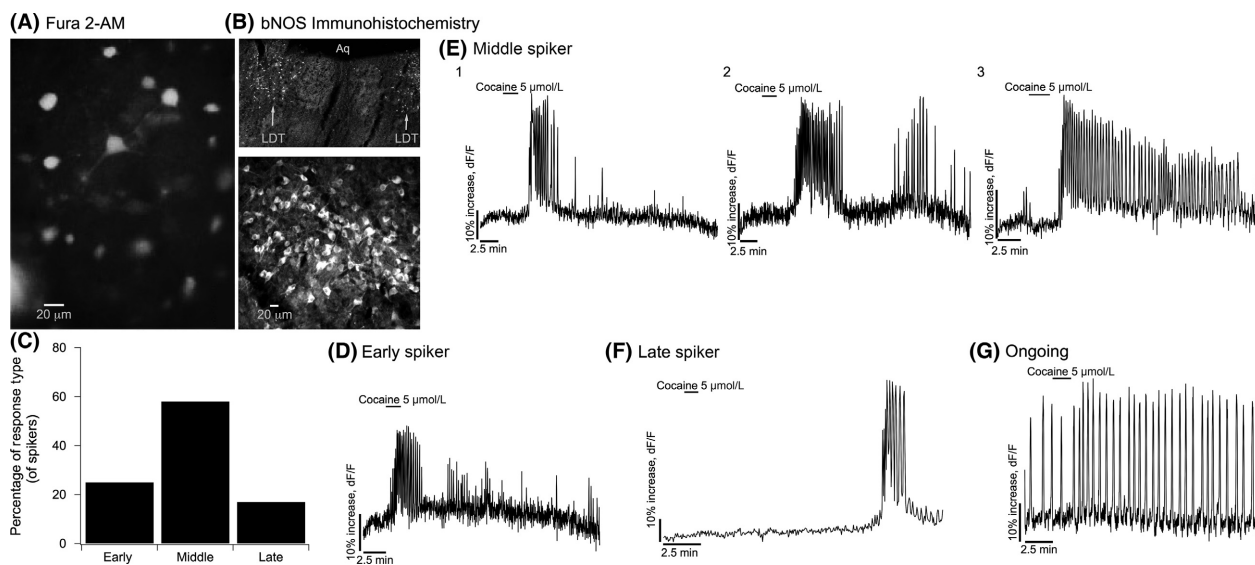 (A) Fura 2-AM
20 μm
(B) bNOS Immunohistochemistry
Aq
LDT
LDT
20 μm
(C)
Percentage of response type
(of spikers)
80
60
40
20
0
Early
Middle
Late
(D) Early spiker
Cocaine 5 μmol/L
10% increase, dF/F
2.5 min
(E) Middle spiker
1
Cocaine 5 μmol/L
10% increase, dF/F
2.5 min
2
Cocaine 5 μmol/L
10% increase, dF/F
2.5 min
3
Cocaine 5 μmol/L
10% increase, dF/F
2.5 min
(F) Late spiker
Cocaine 5 μmol/L
10% increase, dF/F
2.5 min
(G) Ongoing
Cocaine 5 μmol/L
10% increase, dF/F
2.5 min